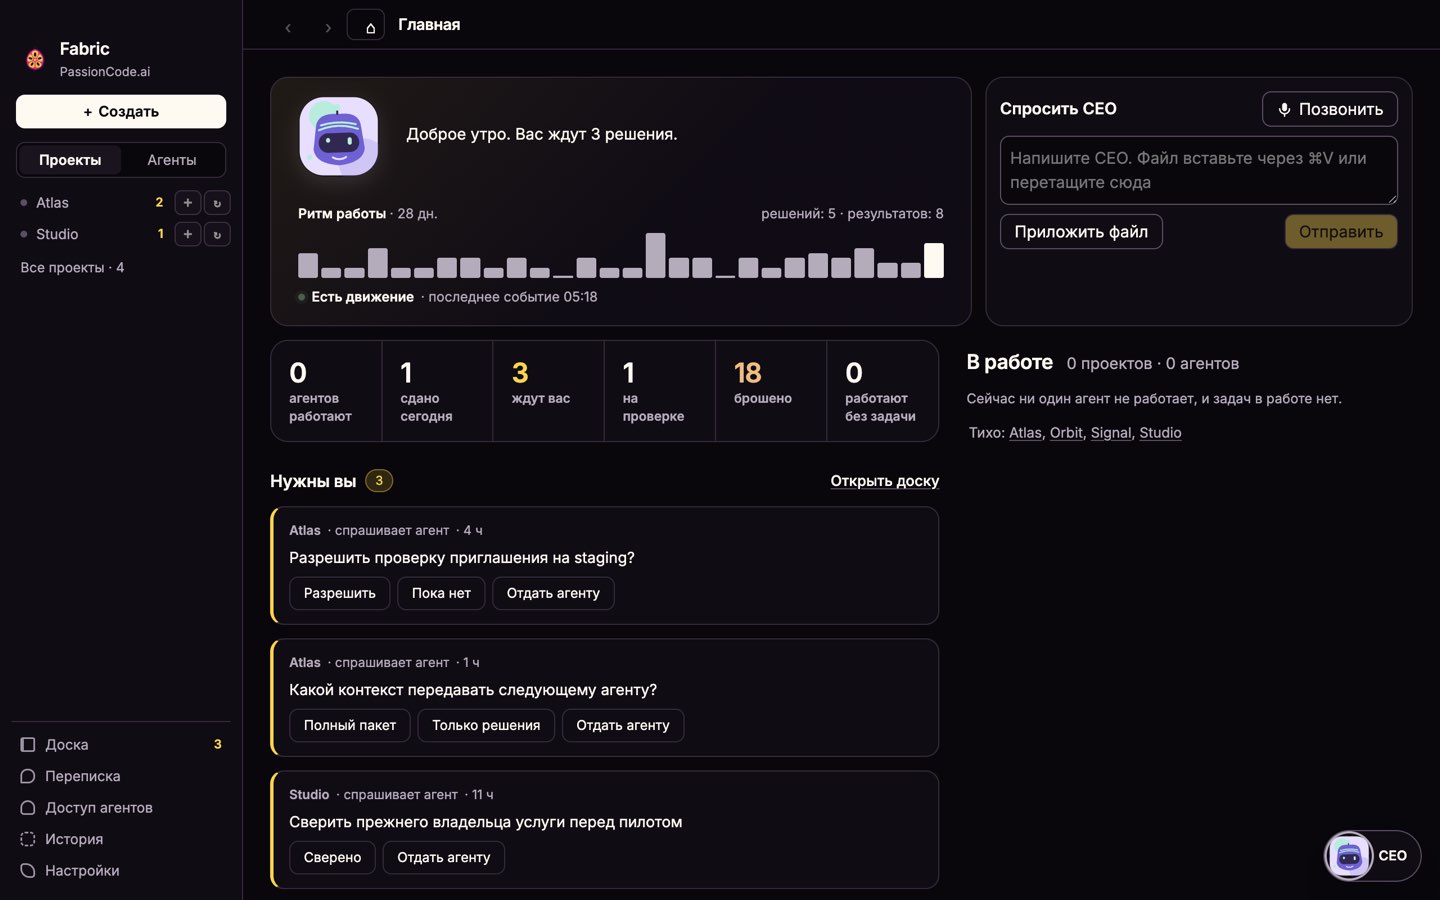 Fabric
PassionCode.ai
+ Создать
Проекты
Агенты
Atlas 2 +
Studio 1 +
Все проекты · 4
Доска 3
Переписка
Доступ агентов
История
Настройки
Главная
Доброе утро. Вас ждут 3 решения.
Ритм работы · 28 дн.
решений: 5 · результатов: 8
Есть движение · последнее событие 05:18
Спросить CEO
Позвонить
Напишите CEO. Файл вставьте через ⌘V или
перетащите сюда
Приложить файл
Отправить
0
агентов
работают
1
сдано
сегодня
3
ждут вас
1
на
проверке
18
брошено
0
работают
без задачи
В работе 0 проектов · 0 агентов
Сейчас ни один агент не работает, и задач в работе нет.
Тихо: Atlas, Orbit, Signal, Studio
Нужны вы 3
Открыть доску
Atlas · спрашивает агент · 4 ч
Разрешить проверку приглашения на staging?
Разрешить
Пока нет
Отдать агенту
Atlas · спрашивает агент · 1 ч
Какой контекст передавать следующему агенту?
Полный пакет
Только решения
Отдать агенту
Studio · спрашивает агент · 11 ч
Сверить прежнего владельца услуги перед пилотом
Сверено
Отдать агенту
CEO